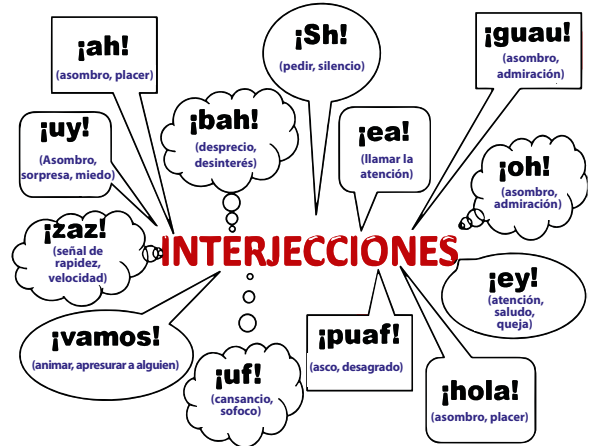 ¡ah!
(asombro, placer)
¡Sh!
(pedir, silencio)
¡guau!
(asombro,
admiración)
¡uy!
(Asombro,
sorpresa, miedo)
¡bah!
(desprecio,
desinterés)
¡ea!
(llamar la
atención)
¡oh!
(asombro,
admiración)
¡zaz!
(señal de
rapidez,
velocidad)
INTERJECCIONES
¡ey!
(atención,
saludo,
queja)
¡vamos!
(animar, apresurar a alguien)
¡uf!
(cansancio,
sofoco)
¡puaf!
(asco, desagrado)
¡hola!
(asombro, placer)